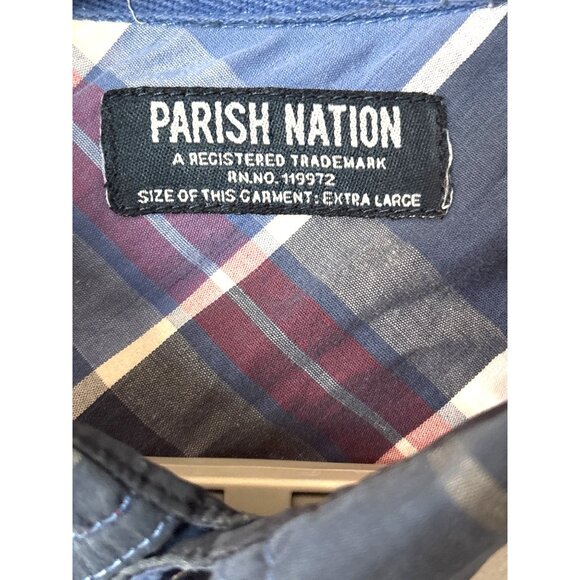 PARISH NATION
A REGISTERED TRADEMARK
RN.NO. 119972
SIZE OF THIS GARMENT: EXTRA LARGE